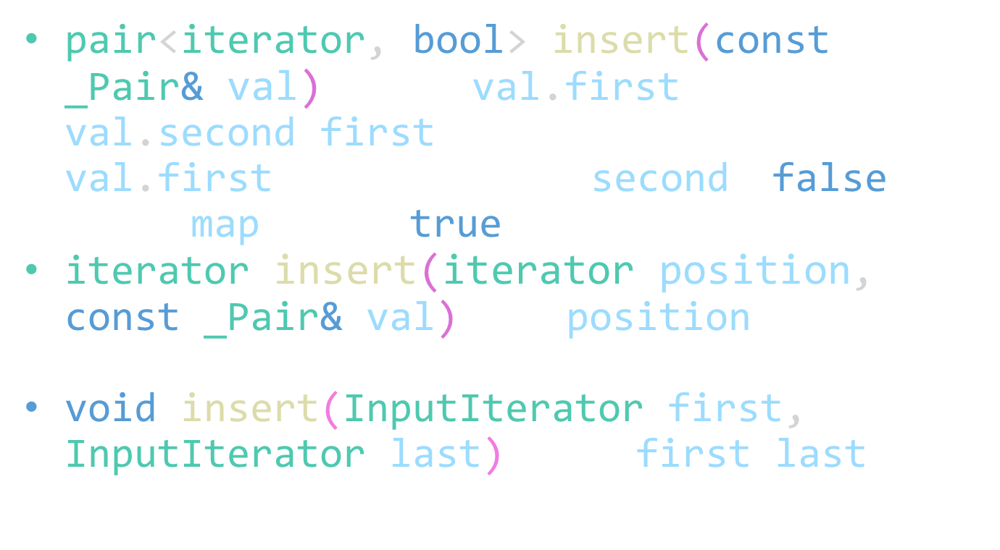 • pair<iterator, bool> insert(const
_Pair& val) val.first
val.second first
val.first second false
map true
• iterator insert(iterator position,
const _Pair& val) position
• void insert(InputIterator first,
InputIterator last) first last